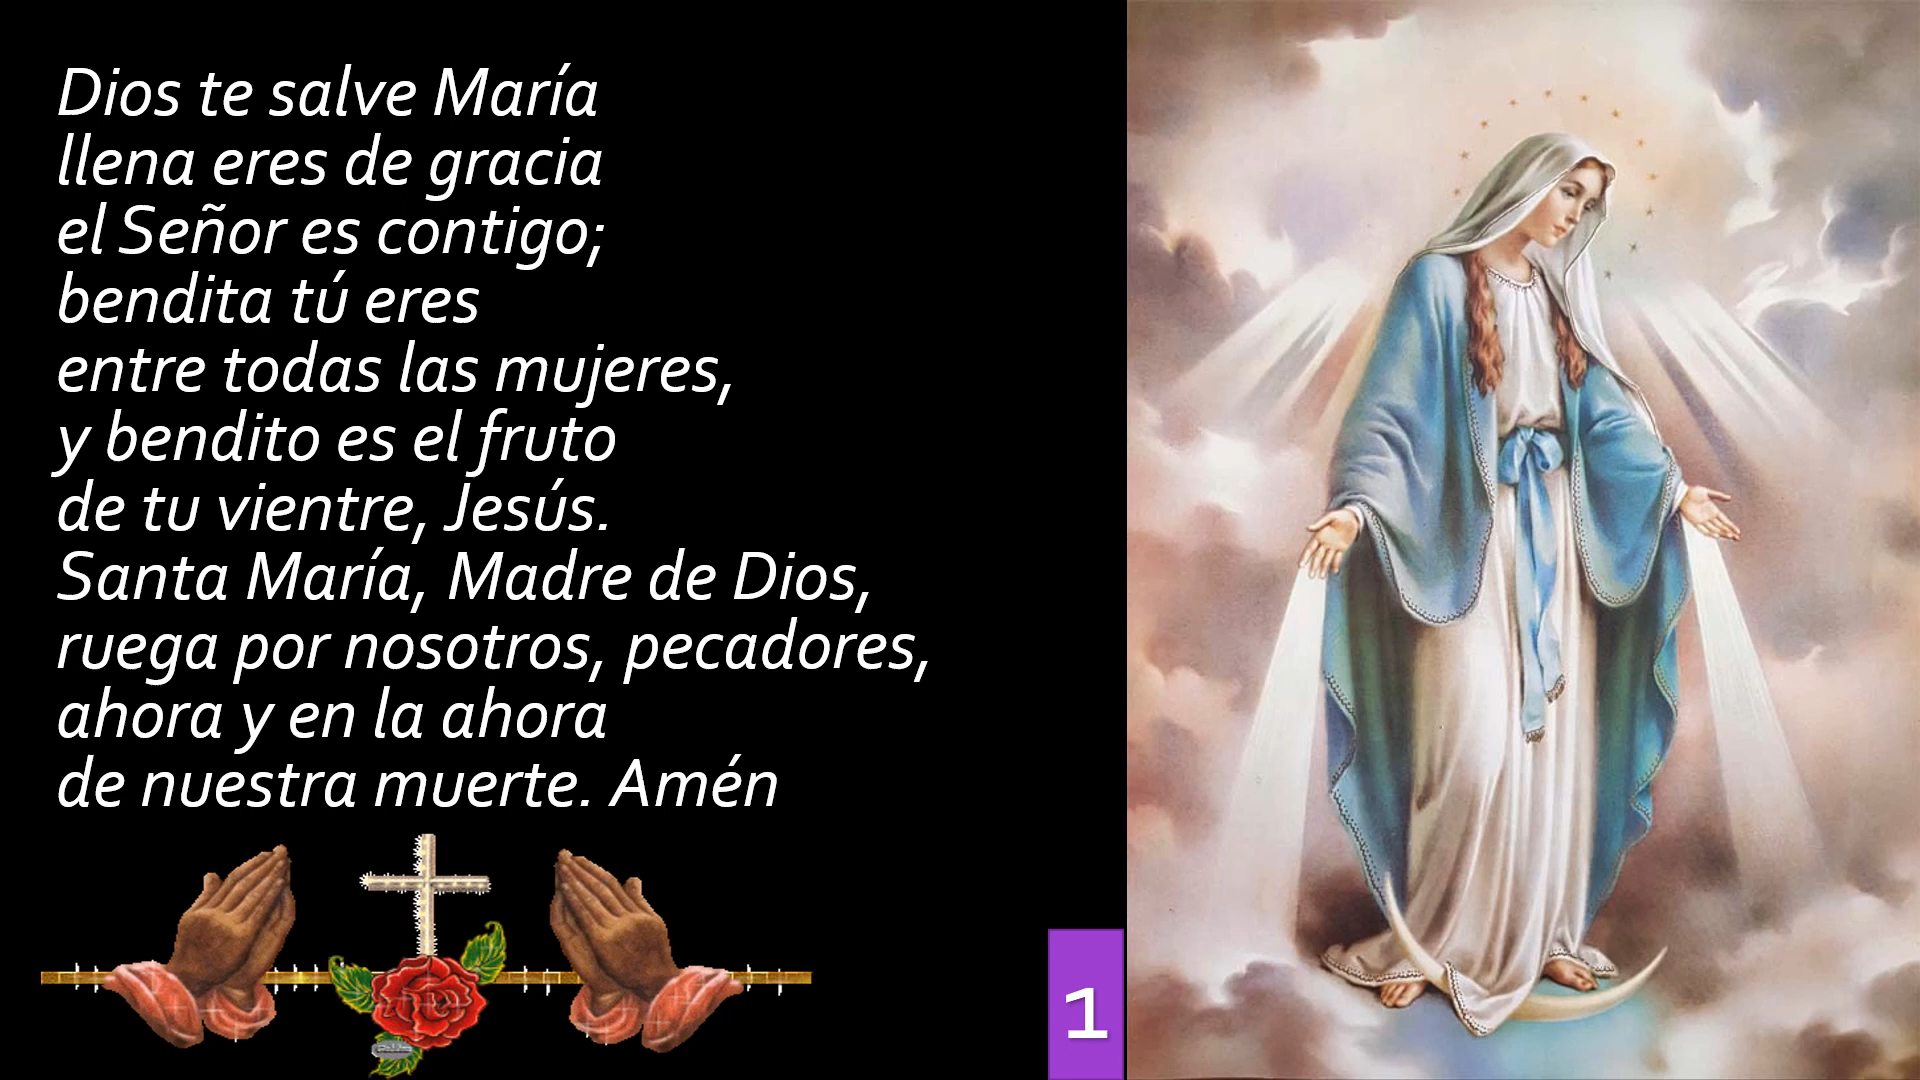 Dios te salve María
llena eres de gracia
el Señor es contigo;
bendita tú eres
entre todas las mujeres,
y bendito es el fruto
de tu vientre, Jesús.
Santa María, Madre de Dios,
ruega por nosotros, pecadores,
ahora y en la ahora
de nuestra muerte. Amén
1